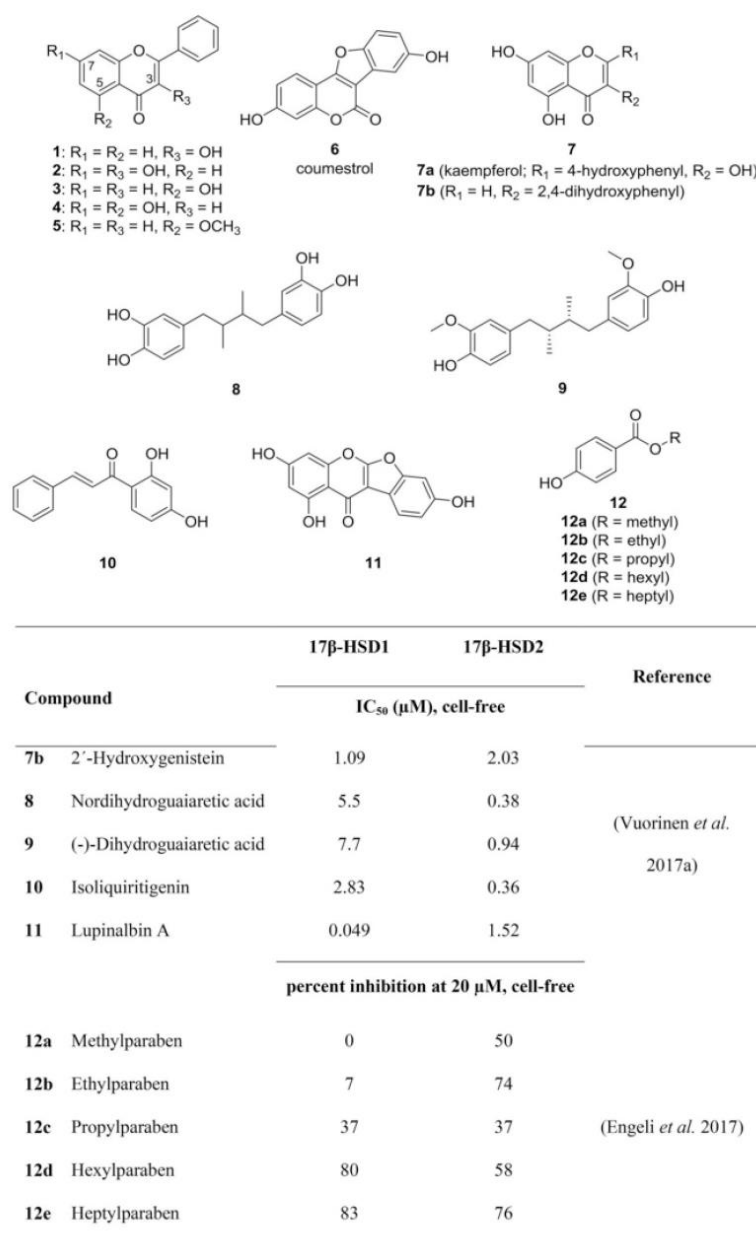 R₁ 7 5 O 3 R₃ R₂ O
1: R₁ = R₂ = H, R₃ = OH
2: R₁ = R₃ = OH, R₂ = H
3: R₁ = R₃ = H, R₂ = OH
4: R₁ = R₂ = OH, R₃ = H
5: R₁ = R₃ = H, R₂ = OCH₃
O OH HO O O
6
coumestrol
HO O R₁ R₂ OH O
7
7a (kaempferol; R₁ = 4-hydroxyphenyl, R₂ = OH)
7b (R₁ = H, R₂ = 2,4-dihydroxyphenyl)
HO HO OH OH
8
O HO O OH
9
O OH OH
10
HO O O OH O OH
11
O O R HO
12
12a (R = methyl)
12b (R = ethyl)
12c (R = propyl)
12d (R = hexyl)
12e (R = heptyl)
Compound 17β-HSD1 17β-HSD2 Reference
IC₅₀ (µM), cell-free
7b 2´-Hydroxygenistein 1.09 2.03
8 Nordihydroguaiaretic acid 5.5 0.38
9 (-)-Dihydroguaiaretic acid 7.7 0.94
10 Isoliquiritigenin 2.83 0.36
11 Lupinalbin A 0.049 1.52
(Vuorinen et al.
2017a)
percent inhibition at 20 µM, cell-free
12a Methylparaben 0 50
12b Ethylparaben 7 74
12c Propylparaben 37 37 (Engeli et al. 2017)
12d Hexylparaben 80 58
12e Heptylparaben 83 76